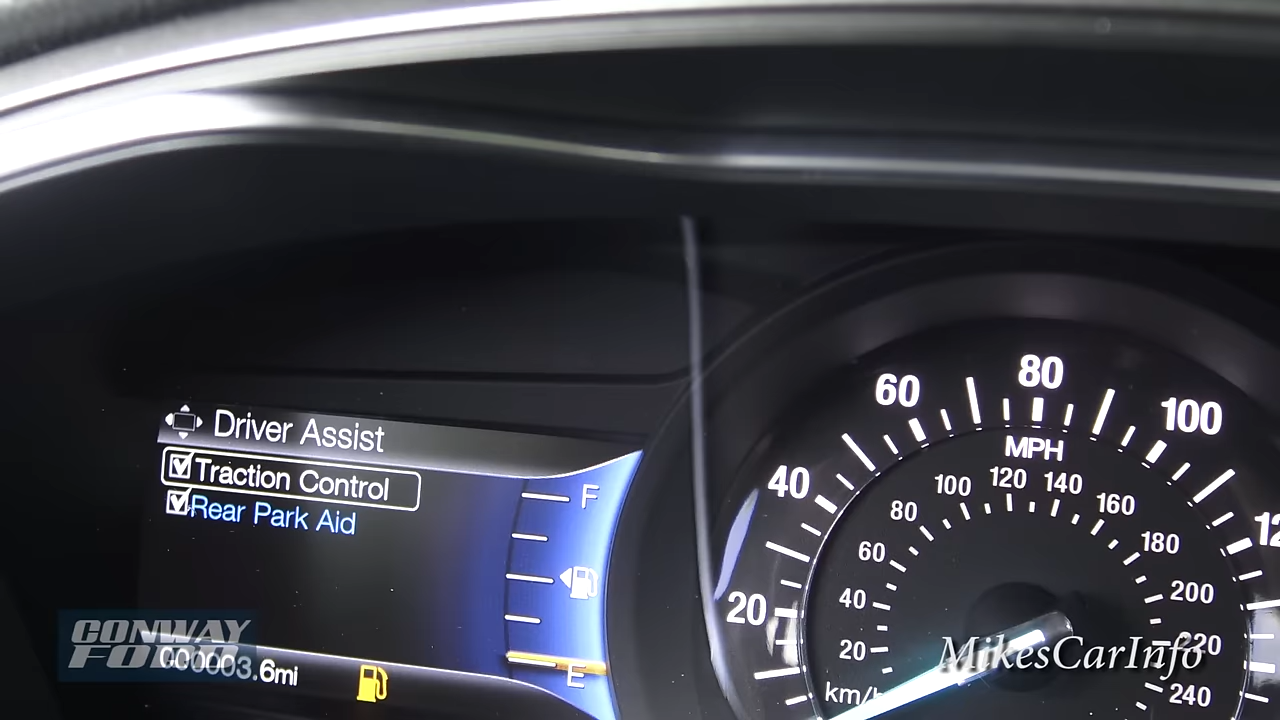 Driver Assist
Traction Control
Rear Park Aid
F
E
000003.6mi
CONWAY
FORD
20
40
60
80
100
MPH
20
40
60
80
100
120
140
160
180
200
220
240
km/h
MikesCarInfo